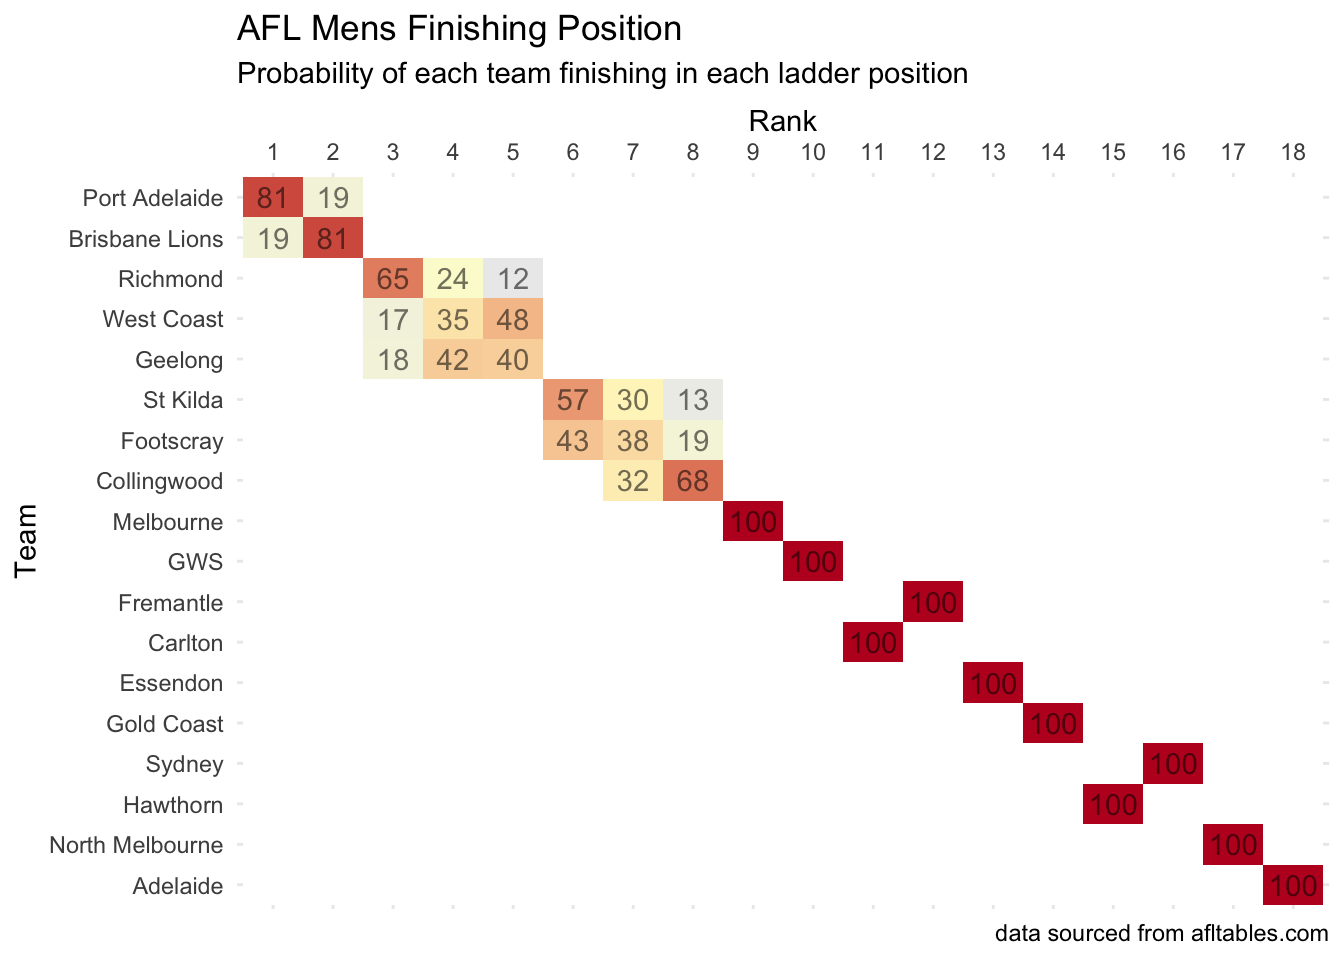 AFL Mens Finishing Position
Probability of each team finishing in each ladder position
Rank
1 2 3 4 5 6 7 8 9 10 11 12 13 14 15 16 17 18
Team
Port Adelaide 81 19
Brisbane Lions 19 81
Richmond 65 24 12
West Coast 17 35 48
Geelong 18 42 40
St Kilda 57 30 13
Footscray 43 38 19
Collingwood 32 68
Melbourne 100
GWS 100
Fremantle 100
Carlton 100
Essendon 100
Gold Coast 100
Sydney 100
Hawthorn 100
North Melbourne 100
Adelaide 100
data sourced from afltables.com